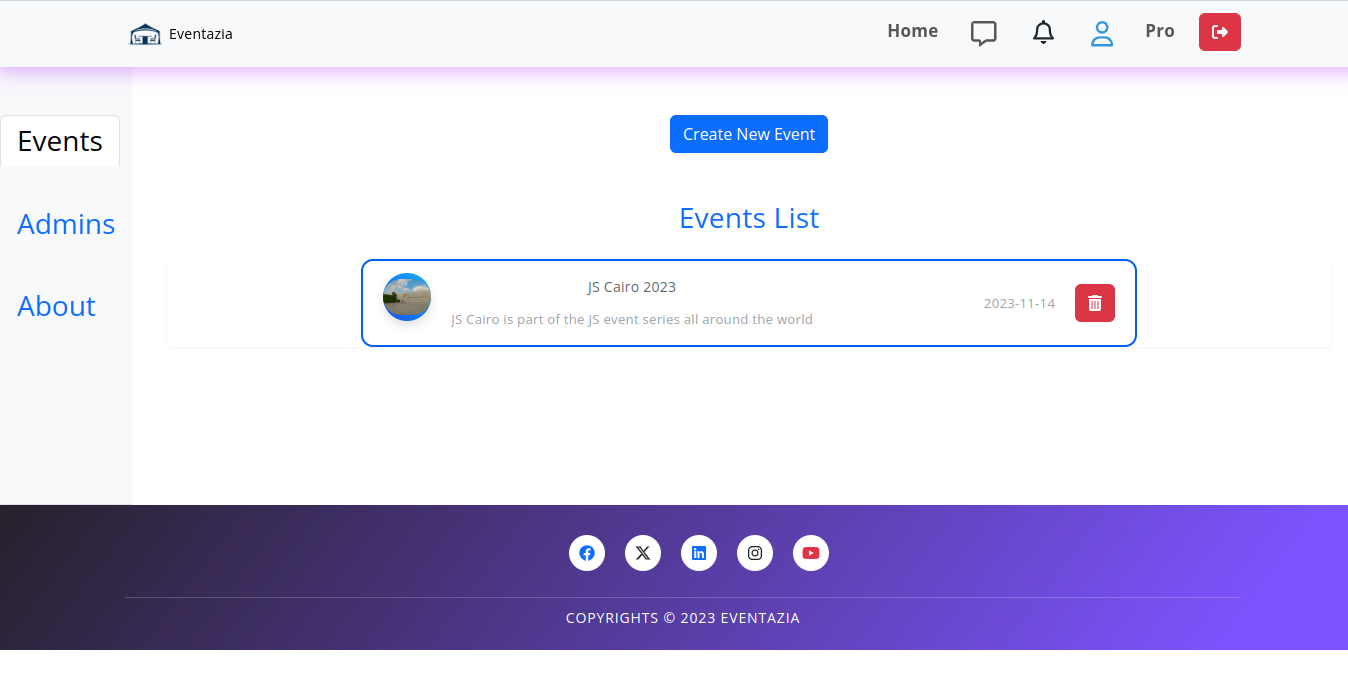 Eventazia
Home
Pro
Events
Admins
About
Create New Event
Events List
JS Cairo 2023
JS Cairo is part of the JS event series all around the world
2023-11-14
COPYRIGHTS © 2023 EVENTAZIA